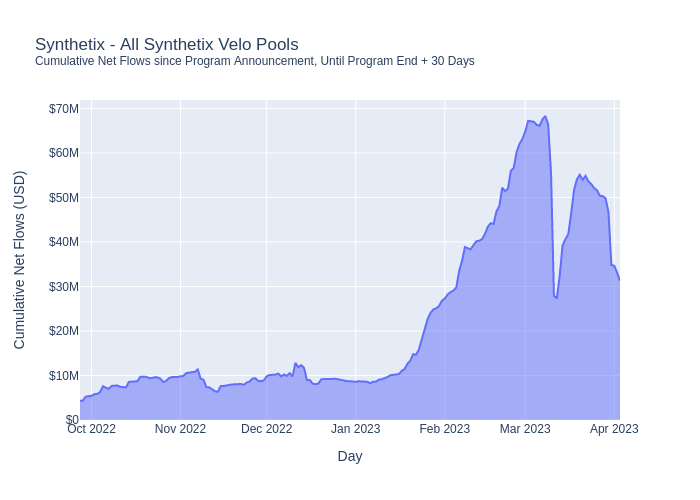 Synthetix - All Synthetix Velo Pools
Cumulative Net Flows since Program Announcement, Until Program End + 30 Days
Cumulative Net Flows (USD)
$70M
$60M
$50M
$40M
$30M
$20M
$10M
$0
Oct 2022 Nov 2022 Dec 2022 Jan 2023 Feb 2023 Mar 2023 Apr 2023
Day